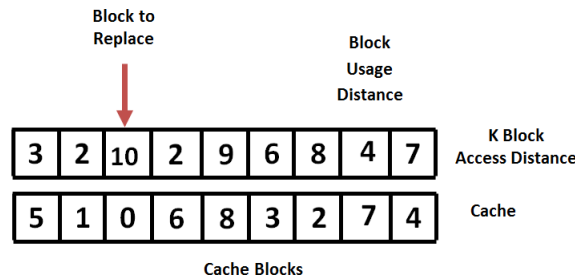 Block to
Replace
Block
Usage
Distance
3 2 10 2 9 6 8 4 7
K Block
Access Distance
5 1 0 6 8 3 2 7 4
Cache
Cache Blocks